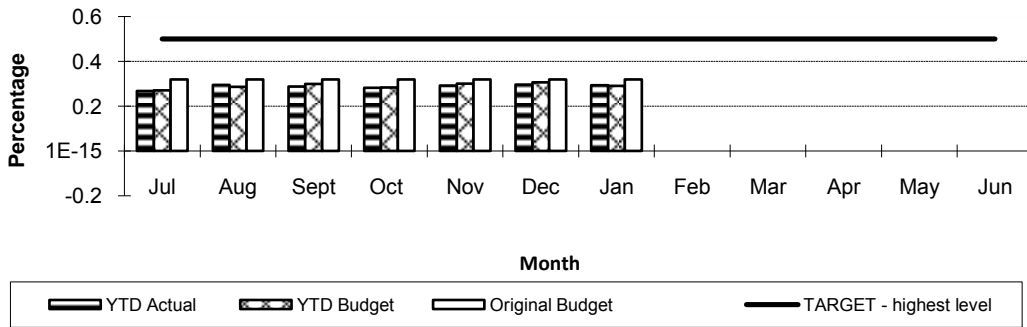 0.6
0.4
0.2
1E-15
-0.2
Percentage
Jul Aug Sept Oct Nov Dec Jan Feb Mar Apr May Jun
Month
YTD Actual YTD Budget Original Budget TARGET - highest level